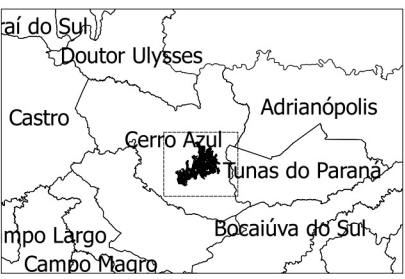 raí do Sul
Doutor Ulysses
Castro
Adrianópolis
Cerro Azul
Tunas do Paraná
Bocaiúva do Sul
mpo Largo
Campo Magro